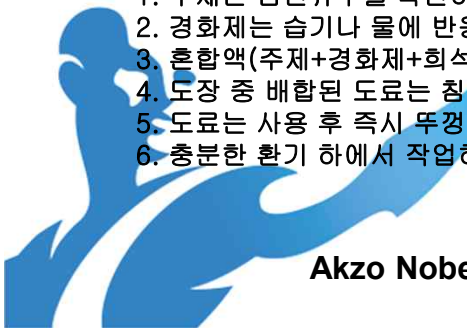 2. 경화제는 습기나 물에 반응
3. 혼합액(주제+경화제+희석
4. 도장 중 배합된 도료는 침
5. 도료는 사용 후 즉시 뚜껑
6. 충분한 환기 하에서 작업하
Akzo Nobe